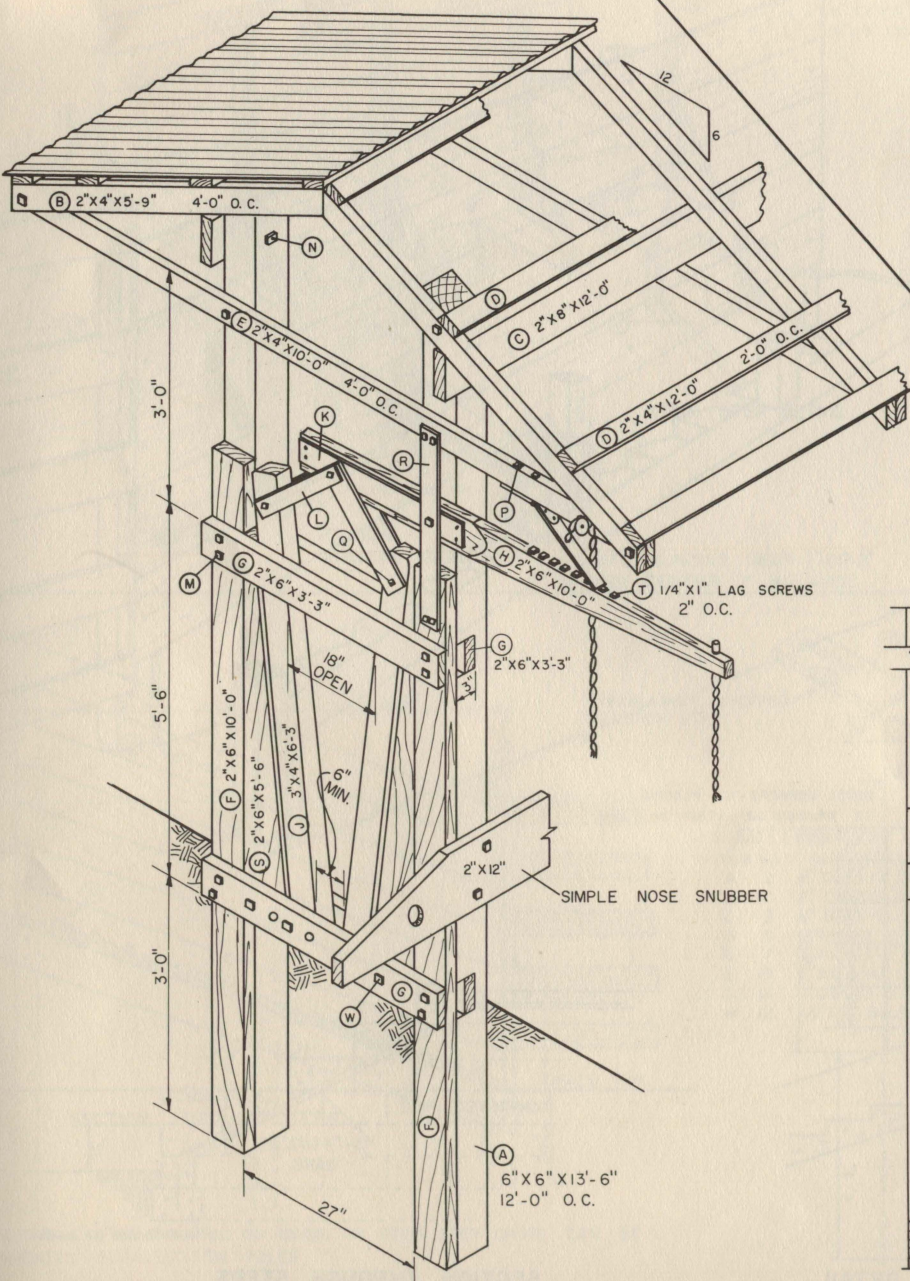 12
6
B 2"X4"X5'-9" 4'-0" O.C.
N
D
C 2"X8"X12'-0"
E 2"X4"X10'-0" 4'-0" O.C.
D 2"X4"X12'-0" 2'-0" O.C.
3'-0"
K
R
P
L
Q
H 2"X6"X10'-0"
M
G 2"X6"X3'-3"
T 1/4"X1" LAG SCREWS
2" O.C.
G
2"X6"X3'-3"
3"
18"
OPEN
5'-6"
F 2"X6"X10'-0"
S 2"X6"X5'-6"
J 3"X4"X6'-3"
6"
MIN.
2"X12"
SIMPLE NOSE SNUBBER
3'-0"
W
G
F
A
6"X6"X13'-6"
12'-0" O.C.
27"